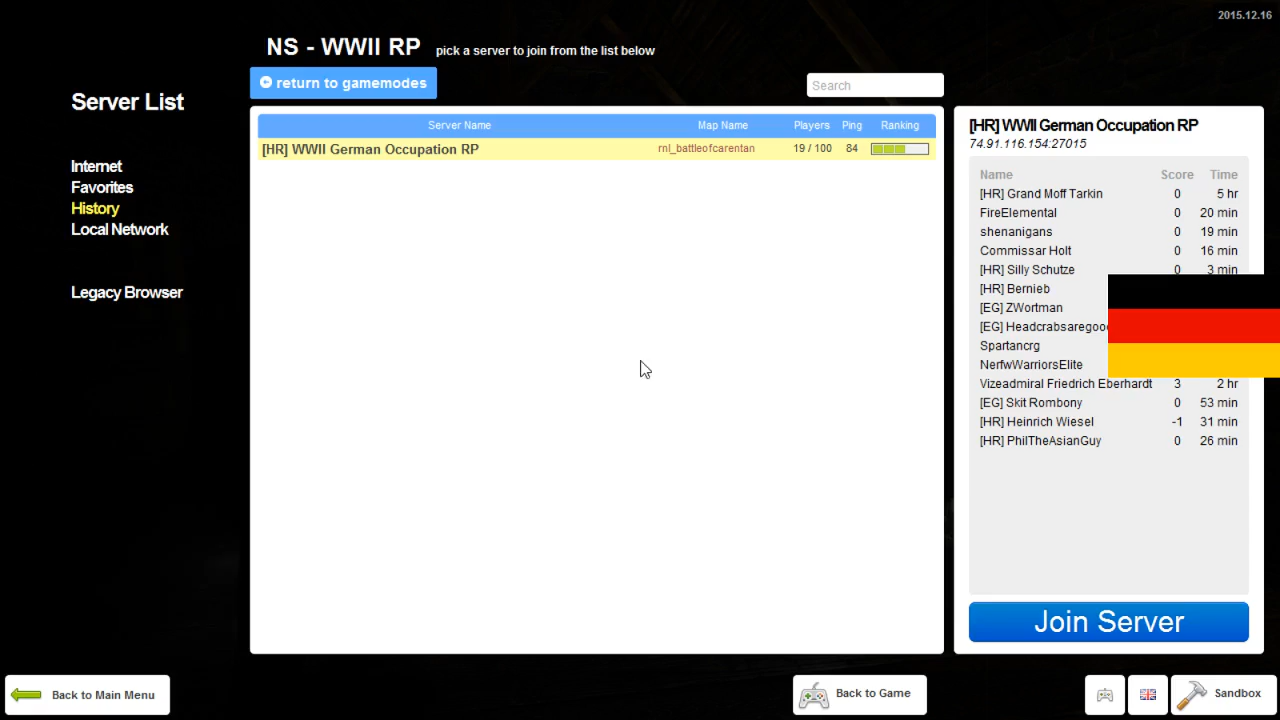 2015.12.16
NS - WWII RP pick a server to join from the list below
return to gamemodes
Search
Server List
Internet
Favorites
History
Local Network
Legacy Browser
Server Name Map Name Players Ping Ranking
[HR] WWII German Occupation RP rnl_battleofcarentan 19 / 100 84
[HR] WWII German Occupation RP
74.91.116.154:27015
Name Score Time
[HR] Grand Moff Tarkin 0 5 hr
FireElemental 0 20 min
shenanigans 0 19 min
Commissar Holt 0 16 min
[HR] Silly Schutze 0 3 min
[HR] Bernieb
[EG] ZWortman
[EG]
Spartancrg
NerfwWarriorsElite
Vizeadmiral Friedrich Eberhardt 3 2 hr
[EG] Skit Rombony 0 53 min
[HR] Heinrich Wiesel -1 31 min
[HR] PhilTheAsianGuy 0 26 min
Join Server
Back to Main Menu
Back to Game
Sandbox